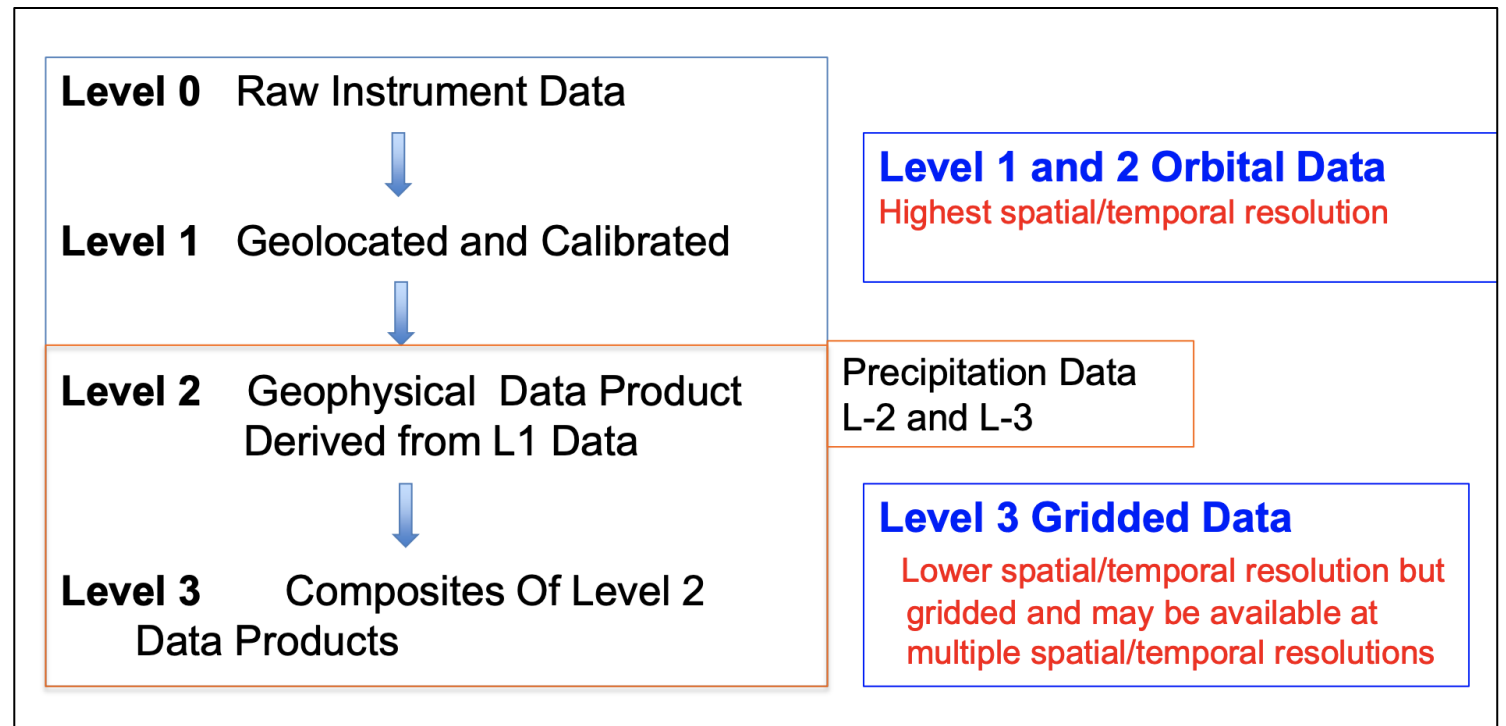 Level 0 Raw Instrument Data
Level 1 Geolocated and Calibrated
Level 2 Geophysical Data Product
Derived from L1 Data
Level 3 Composites Of Level 2
Data Products
Level 1 and 2 Orbital Data
Highest spatial/temporal resolution
Precipitation Data
L-2 and L-3
Level 3 Gridded Data
Lower spatial/temporal resolution but
gridded and may be available at
multiple spatial/temporal resolutions